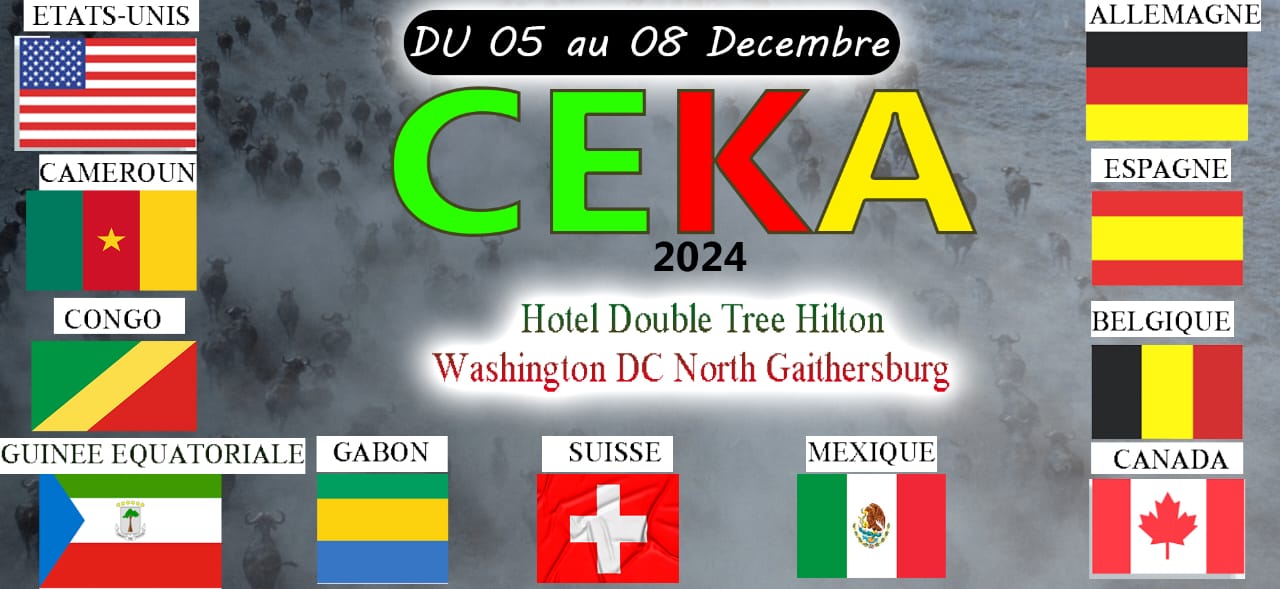 DU 05 au 08 Decembre
CEKA
2024
Hotel Double Tree Hilton
Washington DC North Gaithersburg
ETATS-UNIS
CAMEROUN
CONGO
GUINEE EQUATORIALE
GABON
SUISSE
MEXIQUE
ALLEMAGNE
ESPAGNE
BELGIQUE
CANADA